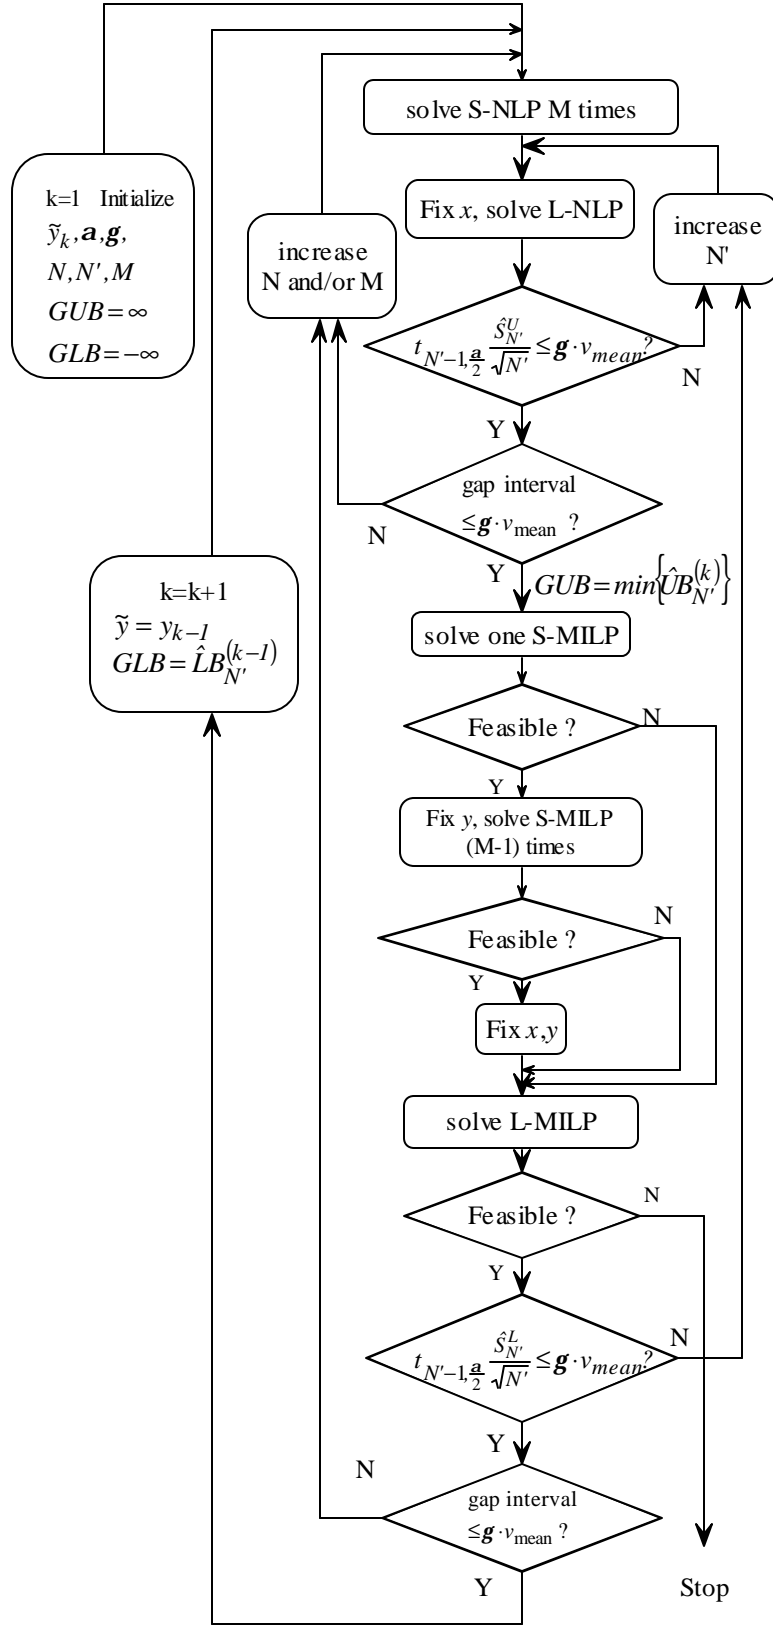 solve S-NLP M times
k=1 Initialize
ỹ_k, a, g,
N, N', M
GUB = ∞
GLB = −∞
Fix x, solve L-NLP
increase
N and/or M
increase
N'
t_{N'−1, a/2} Ŝ^U_{N'}/√N' ≤ g · v_mean ?
N
Y
gap interval
≤ g · v_mean ?
N
Y
GUB = min{ÛB^(k)_{N'}}
k=k+1
ỹ = y_{k−1}
GLB = L̂B^(k−1)_{N'}
solve one S-MILP
Feasible ?
N
Y
Fix y, solve S-MILP
(M-1) times
Feasible ?
N
Y
Fix x,y
solve L-MILP
Feasible ?
N
Y
t_{N'−1, a/2} Ŝ^L_{N'}/√N' ≤ g · v_mean ?
N
Y
gap interval
≤ g · v_mean ?
N
Y
Stop